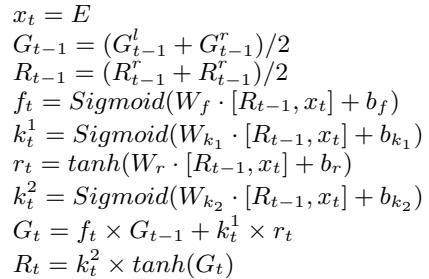 x_t = E
G_{t-1} = (G^l_{t-1} + G^r_{t-1})/2
R_{t-1} = (R^r_{t-1} + R^r_{t-1})/2
f_t = Sigmoid(W_f · [R_{t-1}, x_t] + b_f)
k^1_t = Sigmoid(W_{k_1} · [R_{t-1}, x_t] + b_{k_1})
r_t = tanh(W_r · [R_{t-1}, x_t] + b_r)
k^2_t = Sigmoid(W_{k_2} · [R_{t-1}, x_t] + b_{k_2})
G_t = f_t × G_{t-1} + k^1_t × r_t
R_t = k^2_t × tanh(G_t)